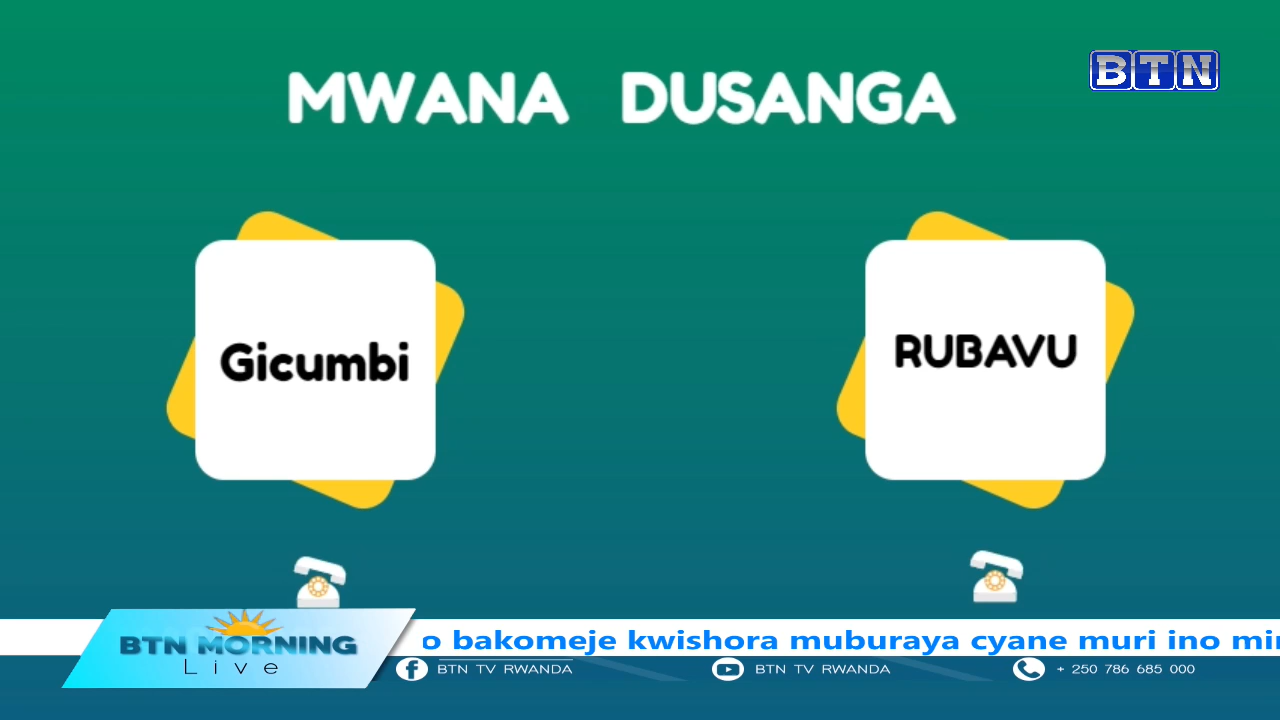 MWANA DUSANGA
BTN
Gicumbi
RUBAVU
o bakomeje kwishora muburaya cyane muri ino
BTN MORNING
Live
BTN TV RWANDA
BTN TV RWANDA
+ 250 786 685 000